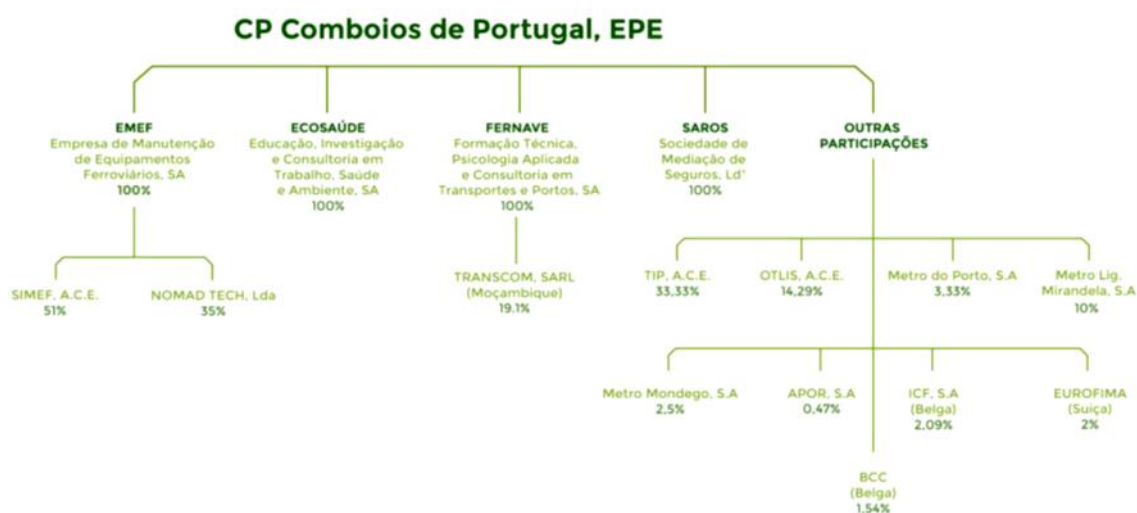 CP Comboios de Portugal, EPE
EMEF
Empresa de Manutenção
de Equipamentos
Ferroviários, SA
100%
ECOSAÚDE
Educação, Investigação
e Consultoria em
Trabalho, Saúde
e Ambiente, SA
100%
FERNAVE
Formação Técnica,
Psicologia Aplicada
e Consultoria em
Transportes e Portos, SA
100%
SAROS
Sociedade de
Mediação de
Seguros, Ldª
100%
OUTRAS
PARTICIPAÇÕES
SIMEF, A.C.E.
51%
NOMAD TECH, Lda
35%
TRANSCOM, SARL
(Moçambique)
19.1%
TIP, A.C.E.
33,33%
OTLIS, A.C.E.
14,29%
Metro do Porto, S.A
3,33%
Metro Lig.
Mirandela, S.A
10%
Metro Mondego, S.A
2,5%
APOR, S.A
0,47%
ICF, S.A
(Belga)
2,09%
EUROFIMA
(Suiça)
2%
BCC
(Belga)
1,54%